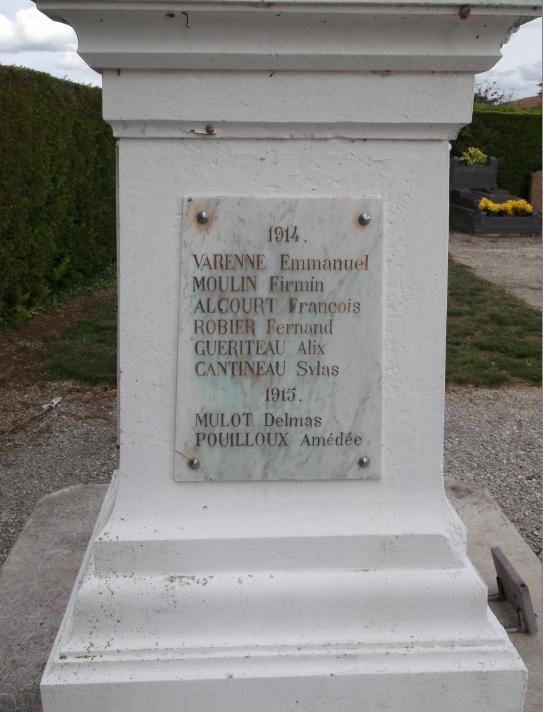 1914.
VARENNE Emmanuel
MOULIN Firmin
ALCOURT François
ROBIER Fernand
GUERITEAU Alix
CANTINEAU Sylas
1915.
MULOT Delmas
POUILLOUX Amédée